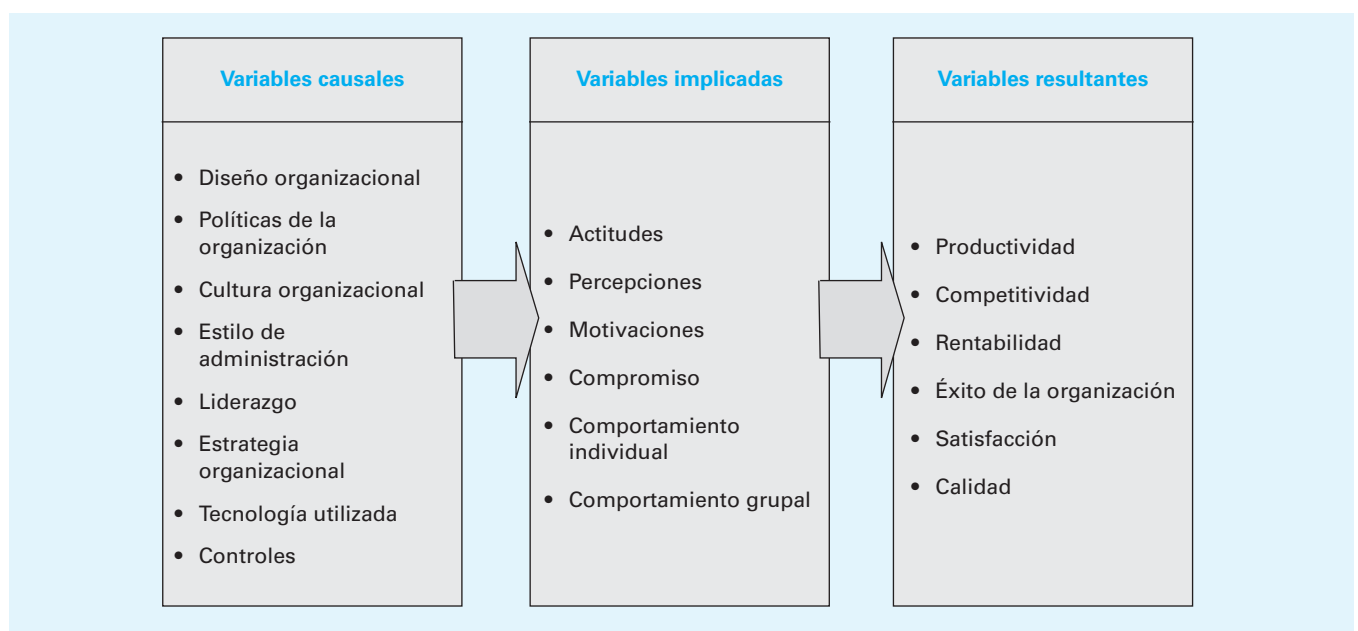 Variables causales
• Diseño organizacional
• Políticas de la
organización
• Cultura organizacional
• Estilo de
administración
• Liderazgo
• Estrategia
organizacional
• Tecnología utilizada
• Controles
Variables implicadas
• Actitudes
• Percepciones
• Motivaciones
• Compromiso
• Comportamiento
individual
• Comportamiento grupal
Variables resultantes
• Productividad
• Competitividad
• Rentabilidad
• Éxito de la organización
• Satisfacción
• Calidad